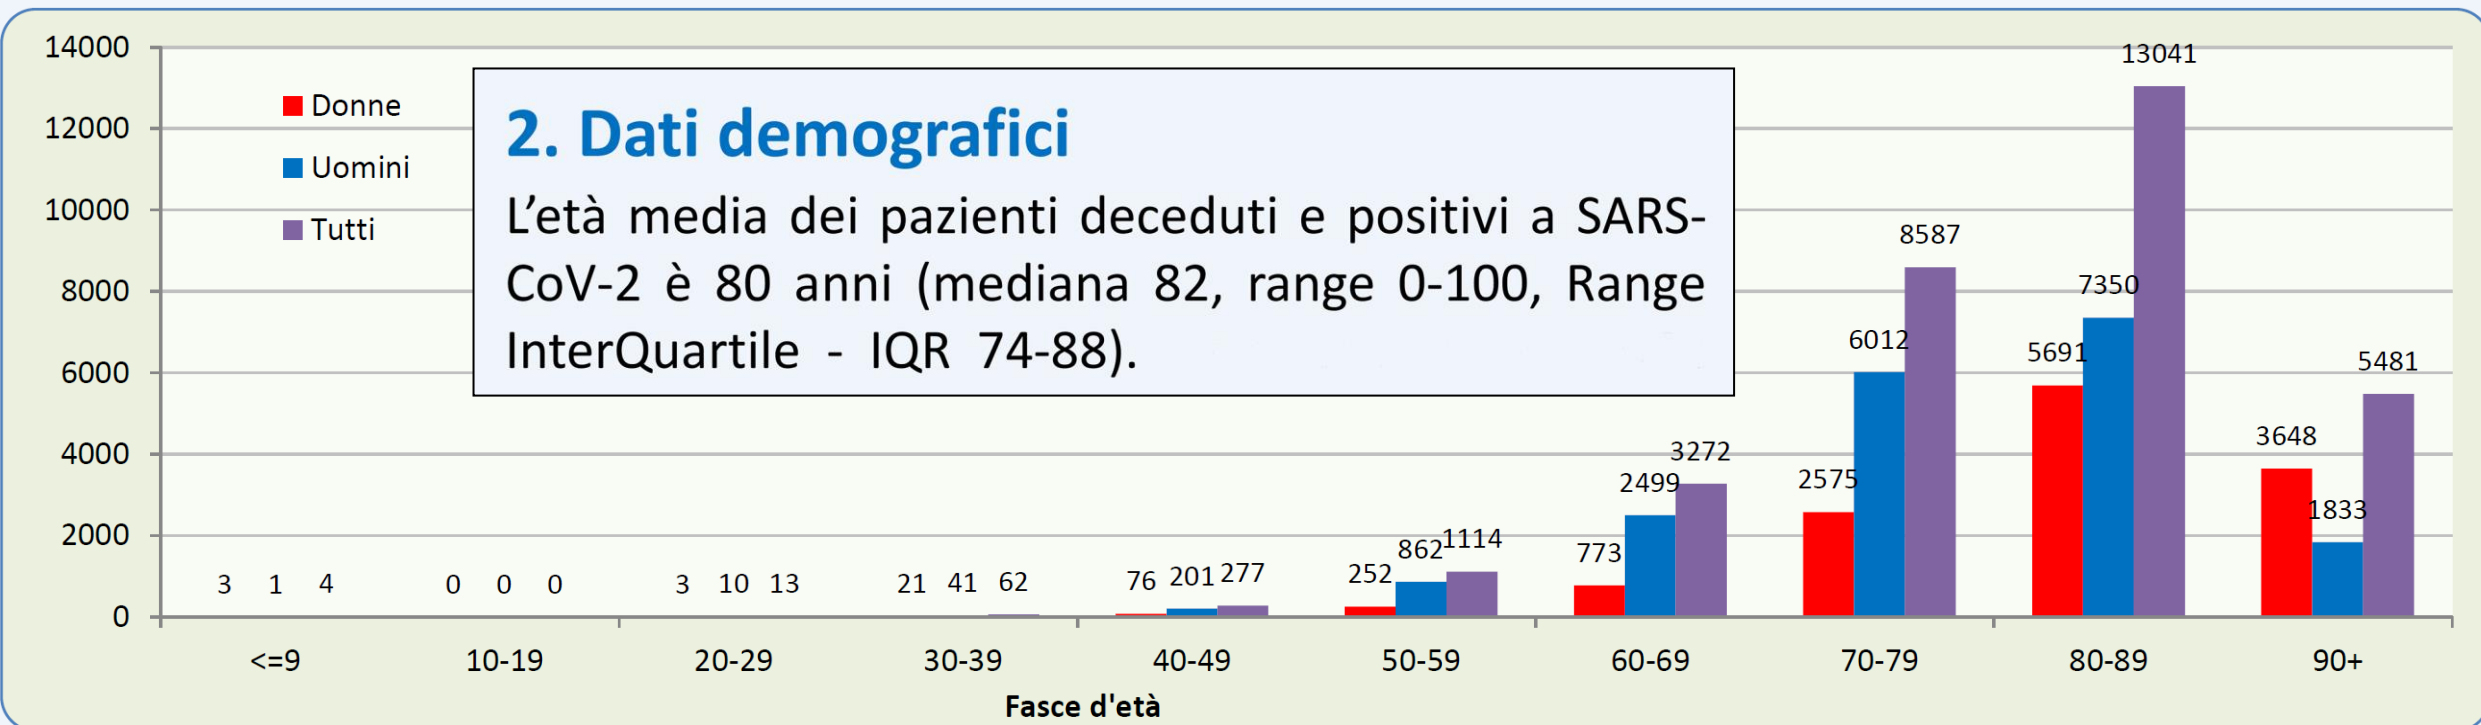 14000
12000
10000
8000
6000
4000
2000
0
Donne
Uomini
Tutti
2. Dati demografici
L’età media dei pazienti deceduti e positivi a SARS-
CoV-2 è 80 anni (mediana 82, range 0-100, Range
InterQuartile - IQR 74-88).
3 1 4
0 0 0
3 10 13
21 41 62
76 201 277
252 862 1114
773 2499 3272
2575 6012 8587
5691 7350 13041
3648 1833 5481
<=9 10-19 20-29 30-39 40-49 50-59 60-69 70-79 80-89 90+
Fasce d'età